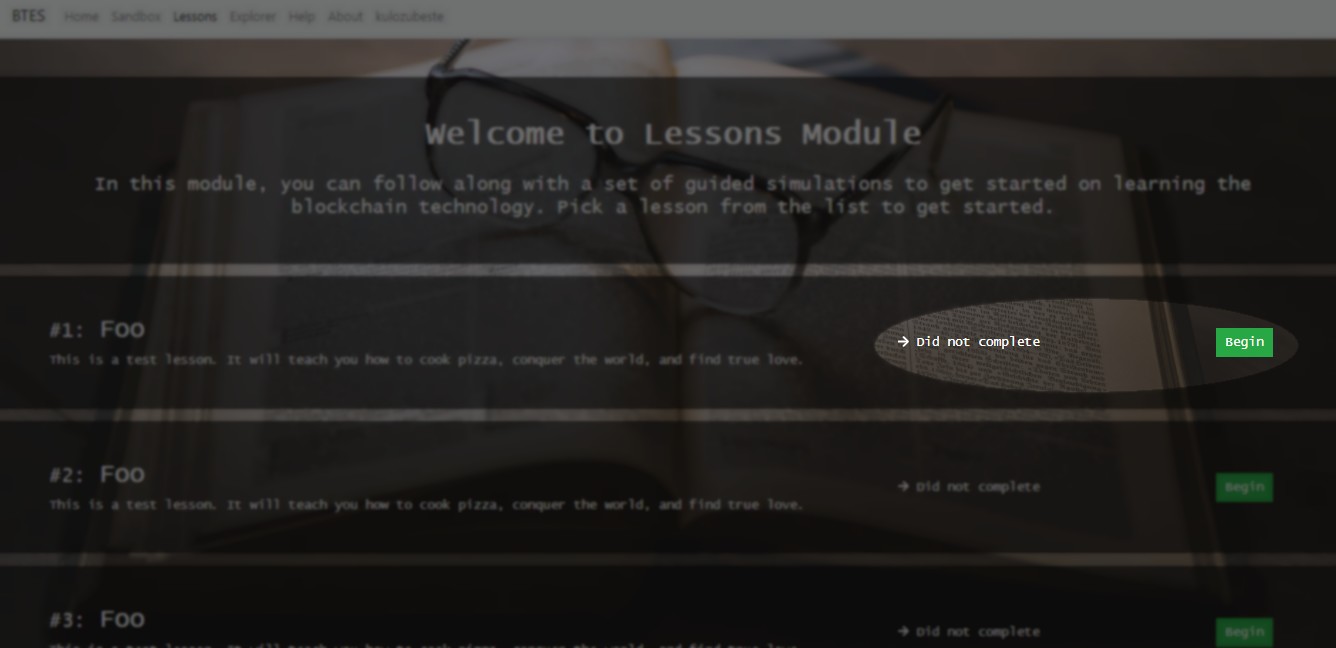 BTES Home Sandbox Lessons Explorer Help About kulozubeste
Welcome to Lessons Module
In this module, you can follow along with a set of guided simulations to get started on learning the
blockchain technology. Pick a lesson from the list to get started.
#1: Foo
This is a test lesson. It will teach you how to cook pizza, conquer the world, and find true love.
→ Did not complete
Begin
#2: Foo
This is a test lesson. It will teach you how to cook pizza, conquer the world, and find true love.
→ Did not complete
Begin
#3: Foo
→ Did not complete
Begin